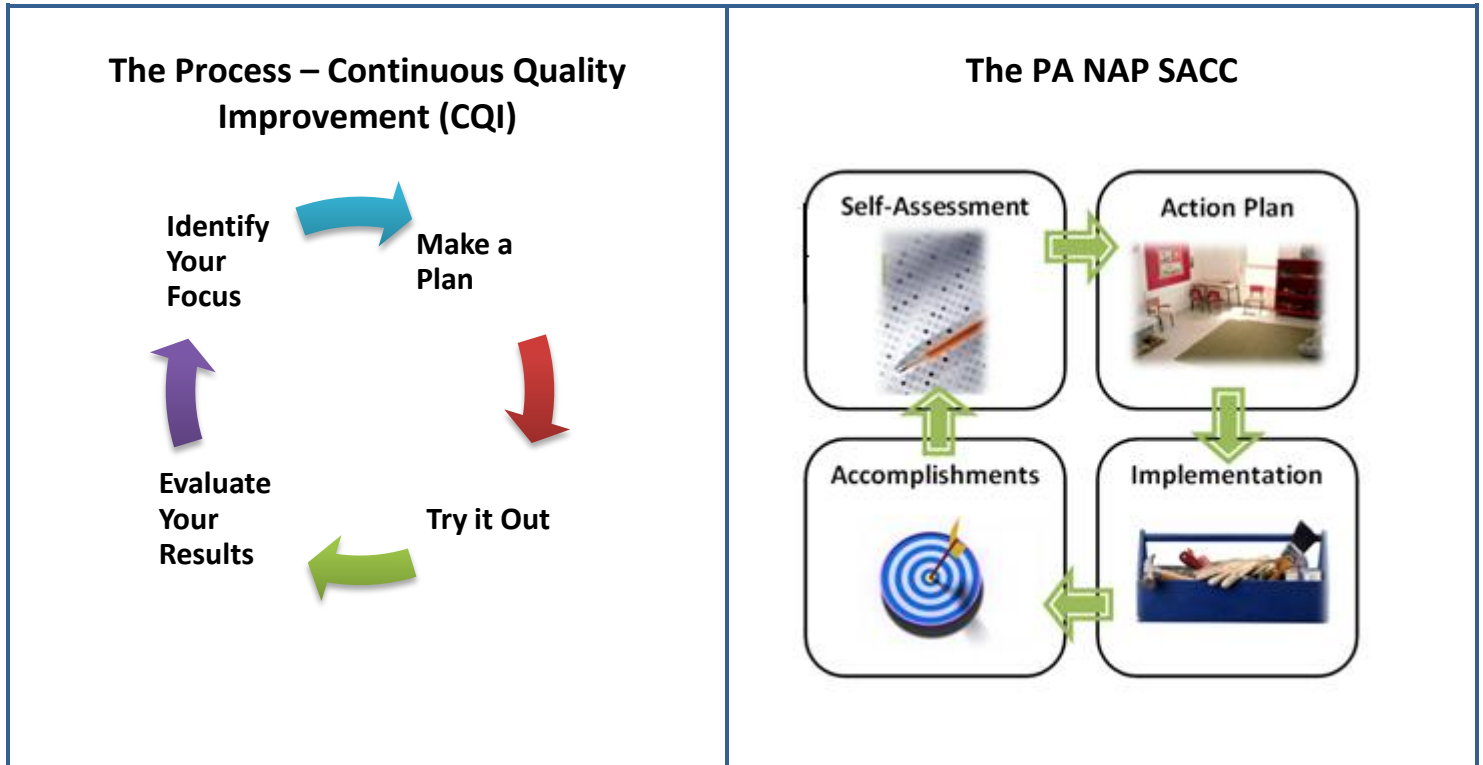 The Process – Continuous Quality
Improvement (CQI)
Identify
Your
Focus
Make a
Plan
Try it Out
Evaluate
Your
Results
The PA NAP SACC
Self-Assessment
Action Plan
Implementation
Accomplishments